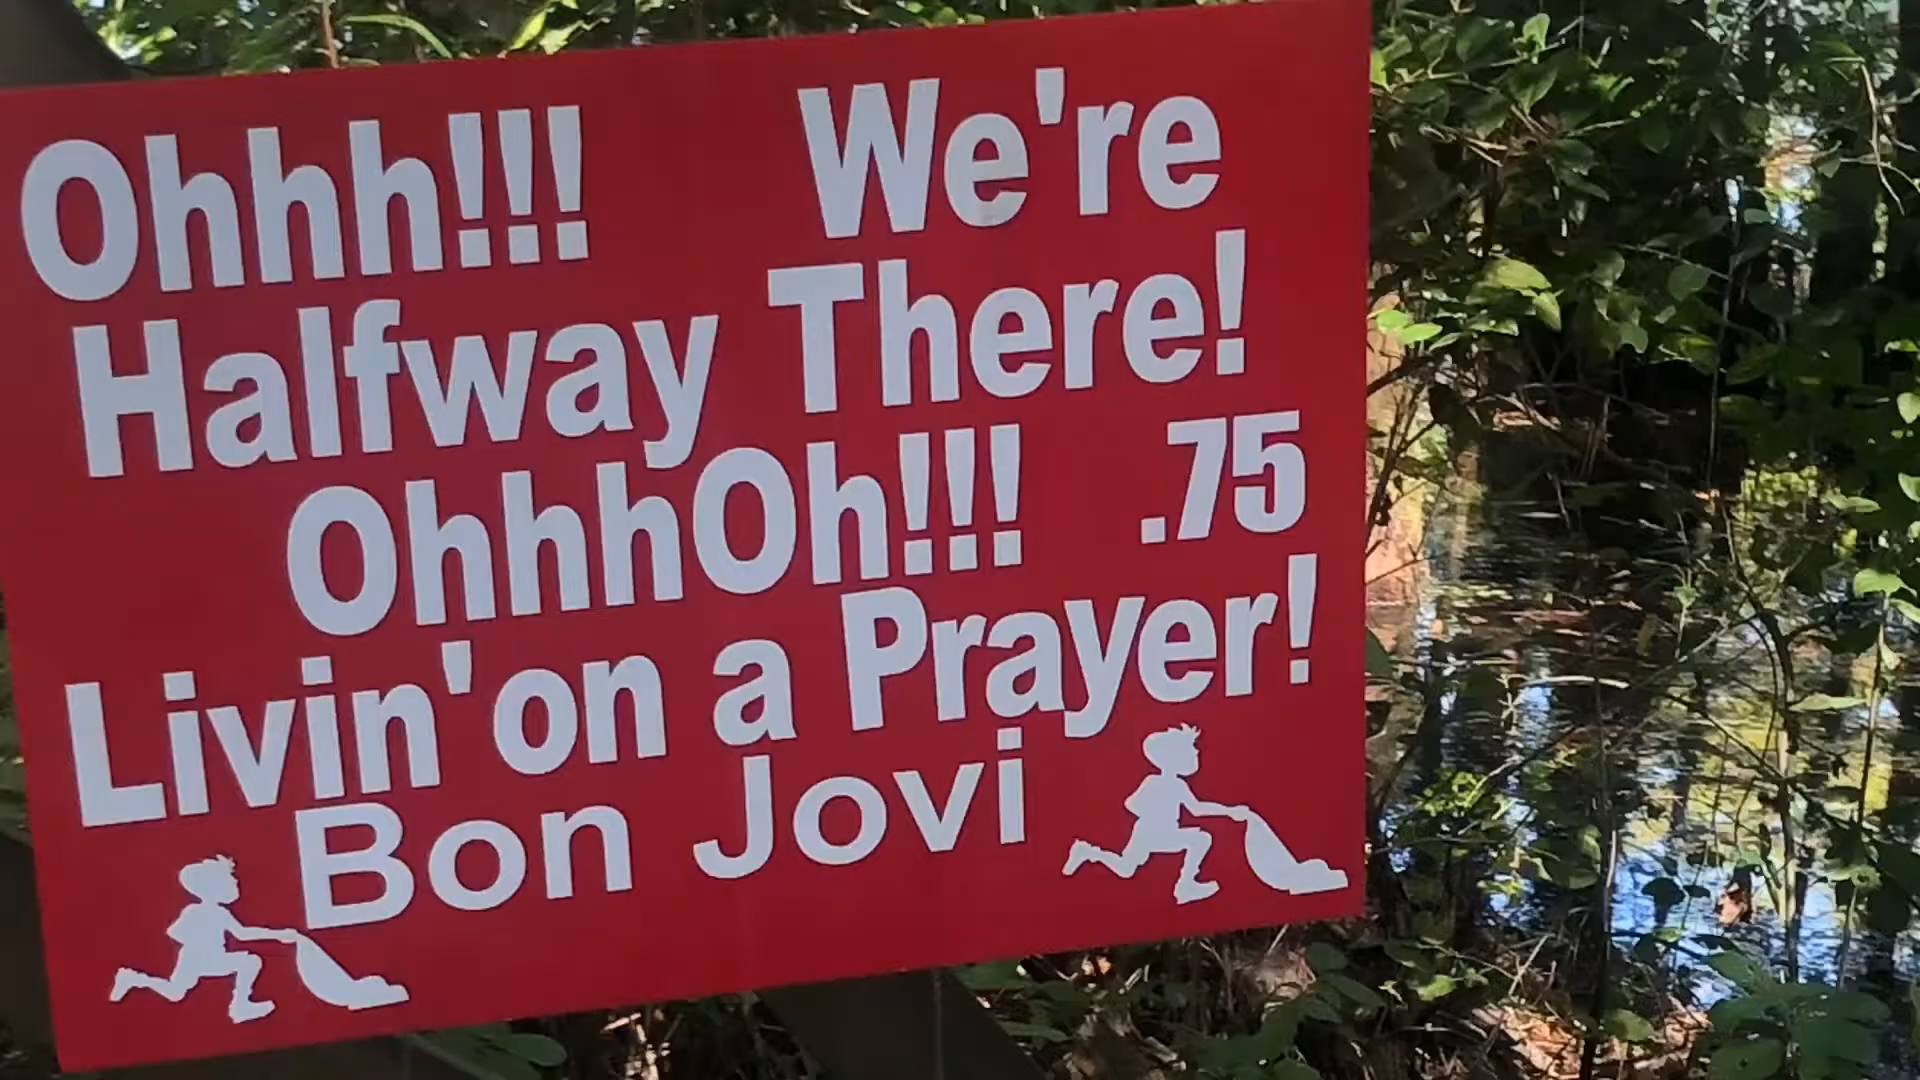 Ohhh!!! We're
Halfway There!
OhhhOh!!! .75
Livin'on a Prayer!
Bon Jovi